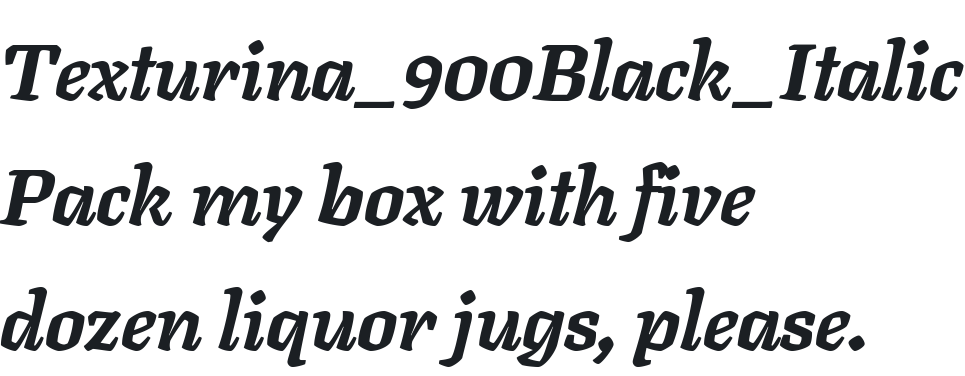 Texturina_900Black_Italic
Pack my box with five
dozen liquor jugs, please.